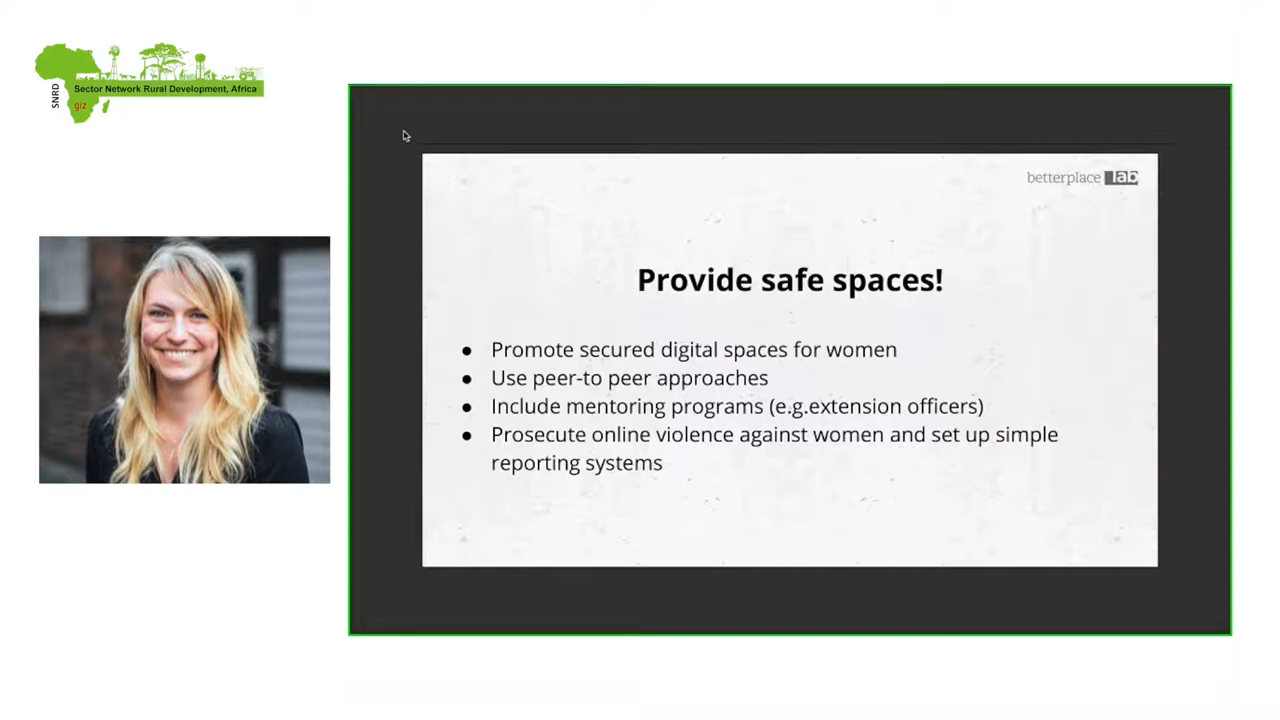 SNRD
Sector Network Rural Development, Africa
giz
betterplace lab
Provide safe spaces!
● Promote secured digital spaces for women
● Use peer-to peer approaches
● Include mentoring programs (e.g.extension officers)
● Prosecute online violence against women and set up simple
reporting systems